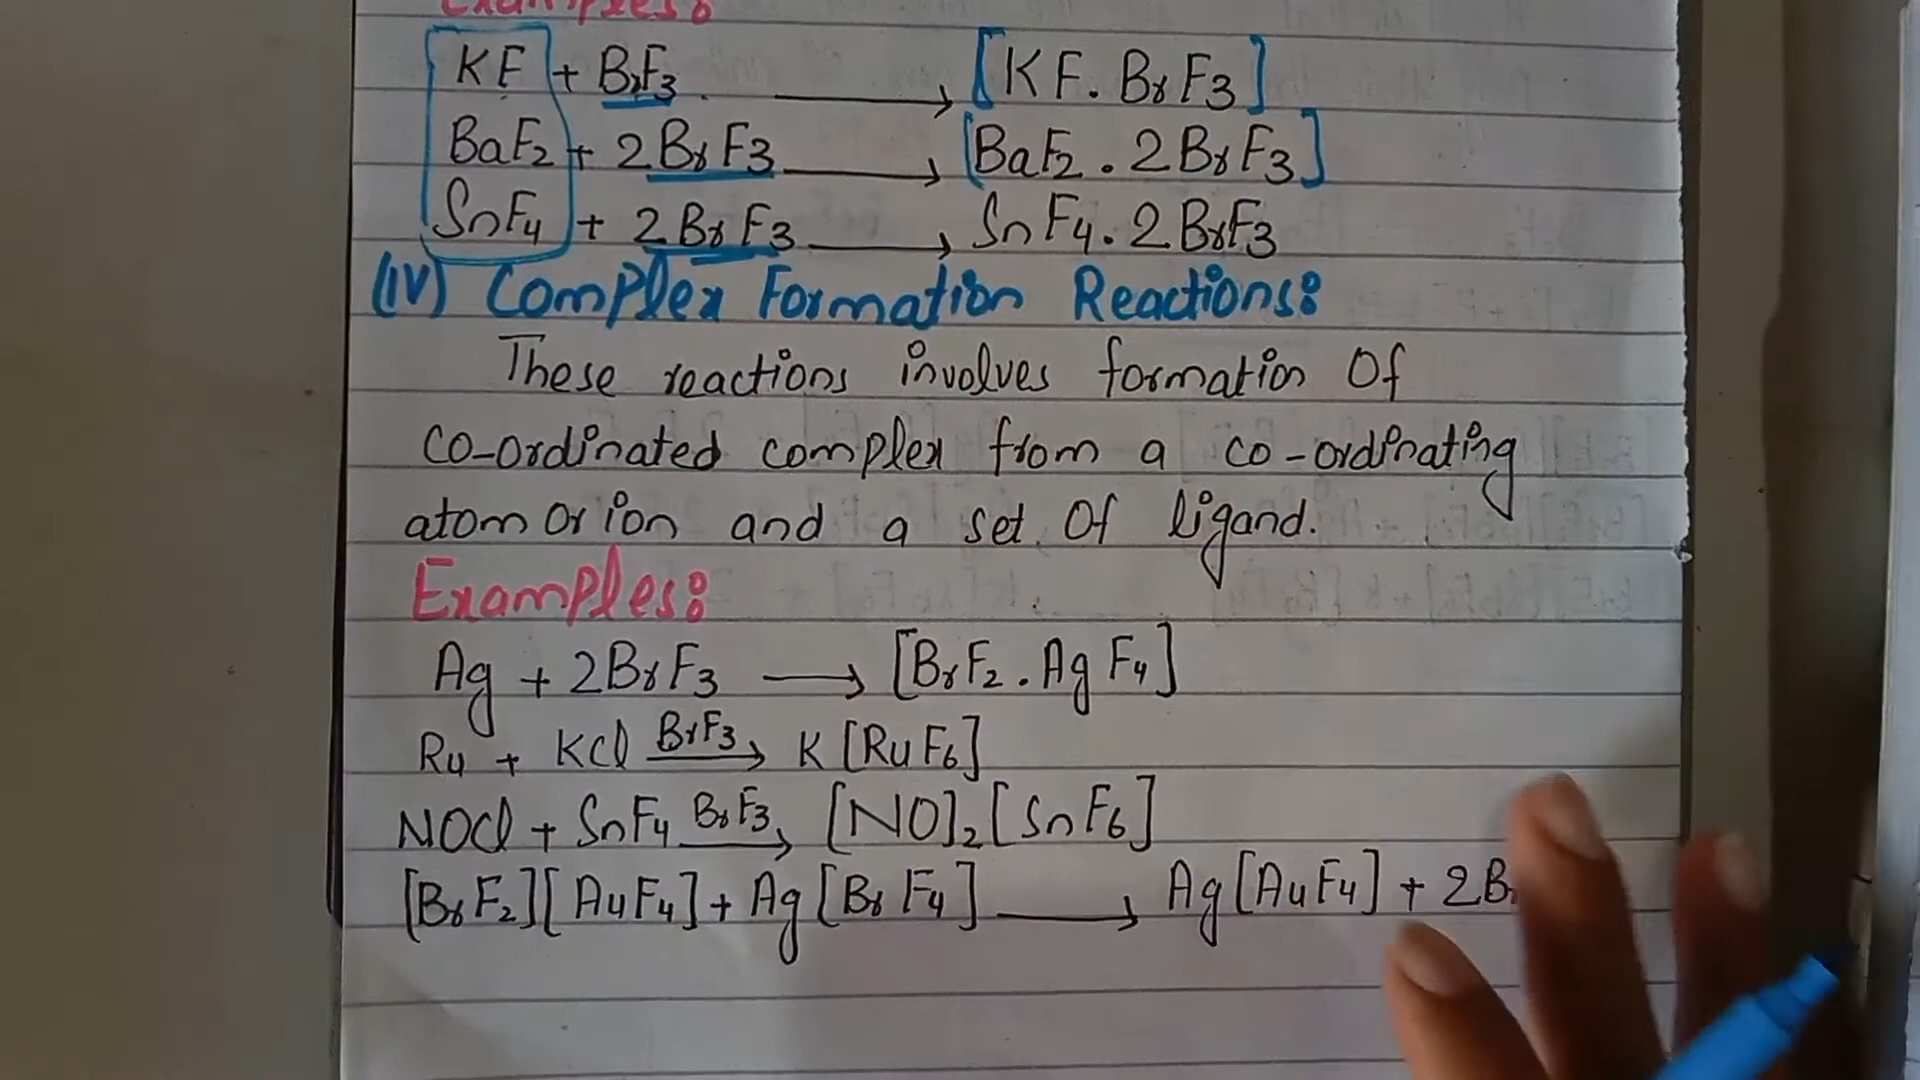 Examples:
KF + BrF3 → [KF. BrF3]
BaF2 + 2BrF3 → [BaF2 . 2BrF3]
SnF4 + 2BrF3 → SnF4. 2BrF3
(IV) Complex Formation Reactions:
These reactions involves formation Of
co-ordinated complex from a co-ordinating
atom or ion and a set Of ligand.
Examples:
Ag + 2BrF3 → [BrF2 . AgF4]
Ru + KCl BrF3→ K[RuF6]
NOCl + SnF4 BrF3→ [NO]2[SnF6]
[BrF2][AuF4] + Ag[BrF4] → Ag[AuF4] + 2B